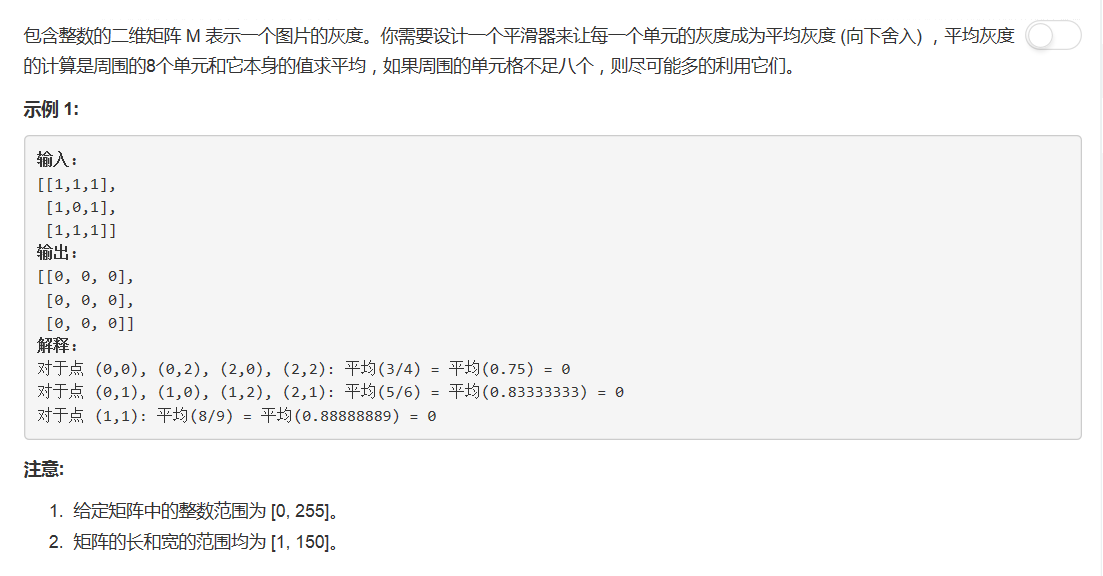 包含整数的二维矩阵 M 表示一个图片的灰度。你需要设计一个平滑器来让每一个单元的灰度成为平均灰度 (向下舍入) ，平均灰度
的计算是周围的8个单元和它本身的值求平均，如果周围的单元格不足八个，则尽可能多的利用它们。
示例 1:
输入:
[[1,1,1],
 [1,0,1],
 [1,1,1]]
输出:
[[0, 0, 0],
 [0, 0, 0],
 [0, 0, 0]]
解释:
对于点 (0,0), (0,2), (2,0), (2,2): 平均(3/4) = 平均(0.75) = 0
对于点 (0,1), (1,0), (1,2), (2,1): 平均(5/6) = 平均(0.83333333) = 0
对于点 (1,1): 平均(8/9) = 平均(0.88888889) = 0
注意:
1. 给定矩阵中的整数范围为 [0, 255]。
2. 矩阵的长和宽的范围均为 [1, 150]。